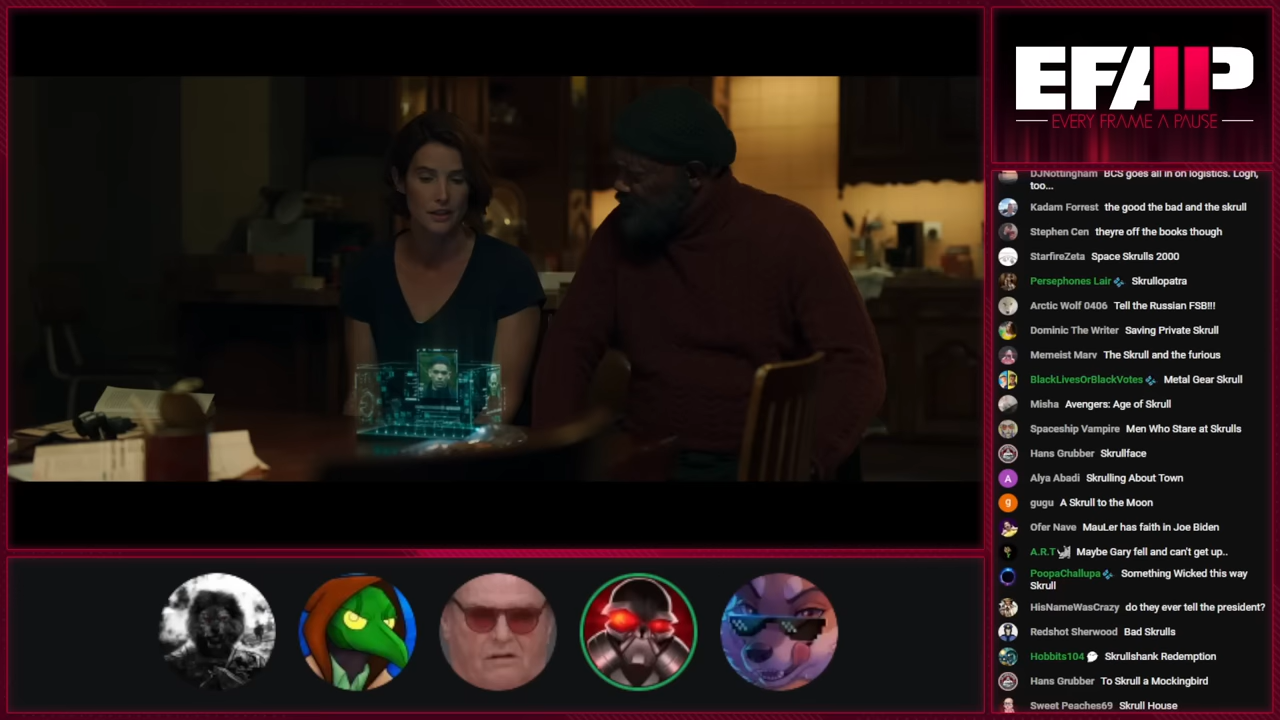 EFAP
EVERY FRAME A PAUSE
DJNottingham BCS goes all in on logistics. Logh,
too...
Kadam Forrest the good the bad and the skrull
Stephen Cen theyre off the books though
StarfireZeta Space Skrulls 2000
Persephones Lair Skrullopatra
Arctic Wolf 0406 Tell the Russian FSB!!!
Dominic The Writer Saving Private Skrull
Memeist Marv The Skrull and the furious
BlackLivesOrBlackVotes Metal Gear Skrull
Misha Avengers: Age of Skrull
Spaceship Vampire Men Who Stare at Skrulls
Hans Grubber Skrullface
A Alya Abadi Skrulling About Town
g gugu A Skrull to the Moon
Ofer Nave MauLer has faith in Joe Biden
A.R.T Maybe Gary fell and can't get up..
PoopaChallupa Something Wicked this way
Skrull
HisNameWasCrazy do they ever tell the president?
Redshot Sherwood Bad Skrulls
Hobbits104 Skrullshank Redemption
Hans Grubber To Skrull a Mockingbird
Sweet Peaches69 Skrull House